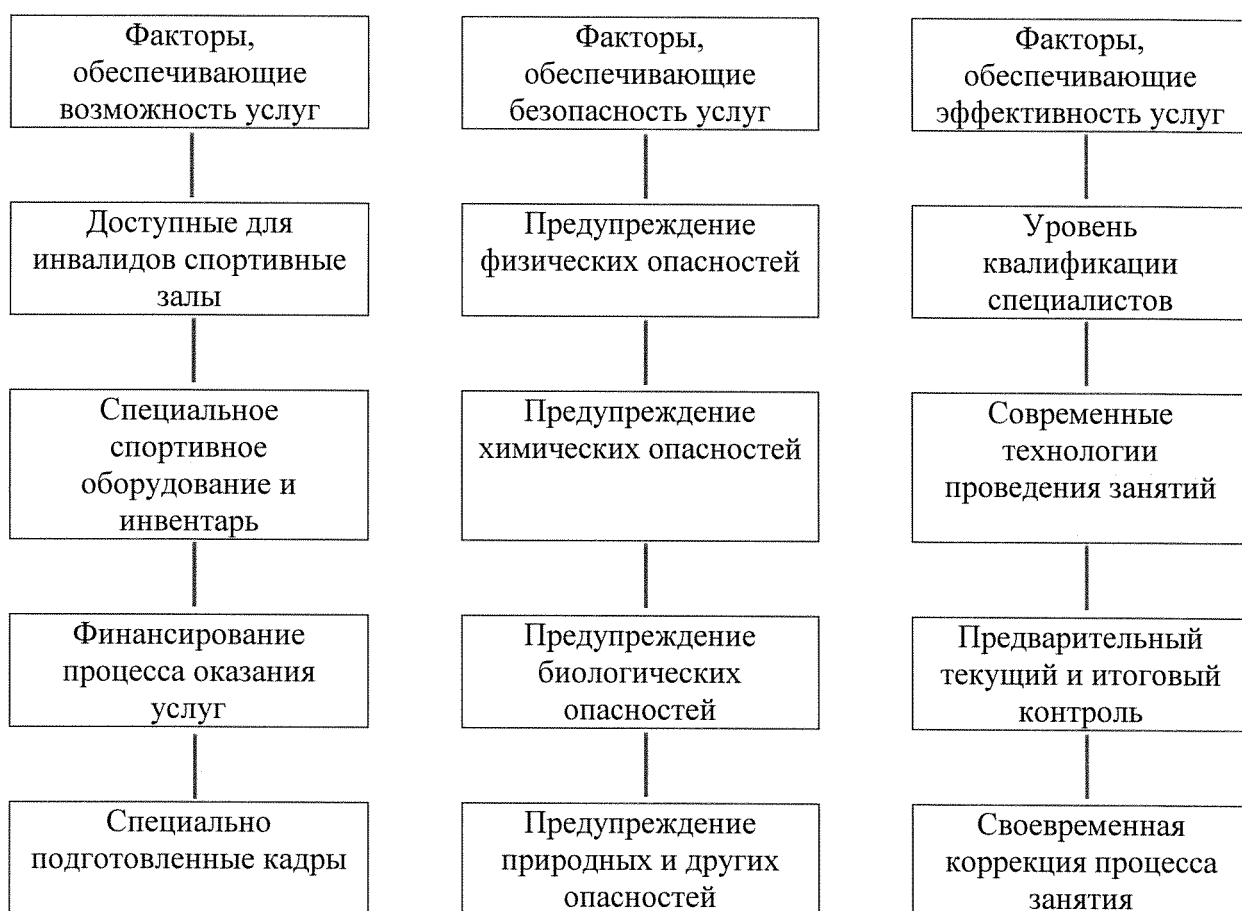 Факторы,
обеспечивающие
возможность услуг
Доступные для
инвалидов спортивные
залы
Специальное
спортивное
оборудование и
инвентарь
Финансирование
процесса оказания
услуг
Специально
подготовленные кадры
Факторы,
обеспечивающие
безопасность услуг
Предупреждение
физических опасностей
Предупреждение
химических опасностей
Предупреждение
биологических
опасностей
Предупреждение
природных и других
опасностей
Факторы,
обеспечивающие
эффективность услуг
Уровень
квалификации
специалистов
Современные
технологии
проведения занятий
Предварительный
текущий и итоговый
контроль
Своевременная
коррекция процесса
занятия